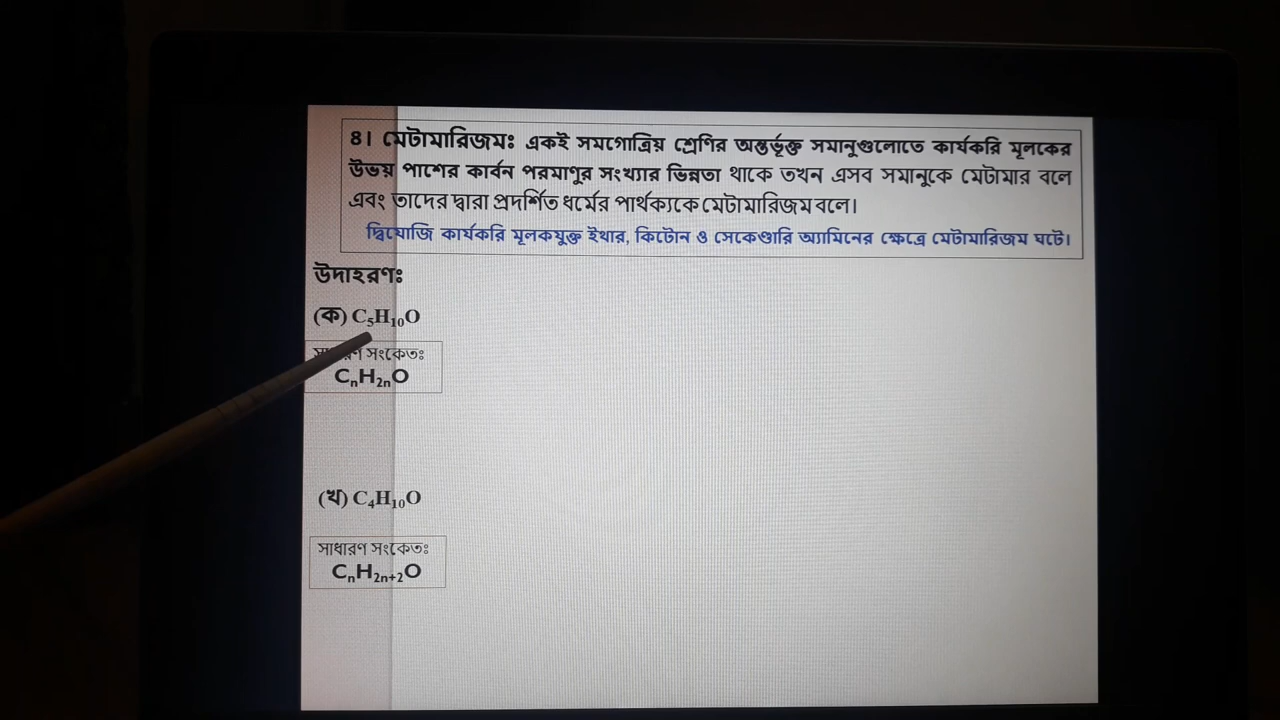 ৪। মেটামারিজমঃ একই সমগোত্রিয় শ্রেণির অন্তর্ভূক্ত সমানুগুলোতে কার্যকরি মূলকের
উভয় পাশের কার্বন পরমাণুর সংখ্যার ভিন্নতা থাকে তখন এসব সমানুকে মেটামার বলে
এবং তাদের দ্বারা প্রদর্শিত ধর্মের পার্থক্যকে মেটামারিজম বলে।
দ্বিযোজি কার্যকরি মূলকযুক্ত ইথার, কিটোন ও সেকেণ্ডারি অ্যামিনের ক্ষেত্রে মেটামারিজম ঘটে।
উদাহরণঃ
(ক) C₅H₁₀O
সাধারণ সংকেতঃ
CₙH₂ₙO
(খ) C₄H₁₀O
সাধারণ সংকেতঃ
CₙH₂ₙ₊₂O